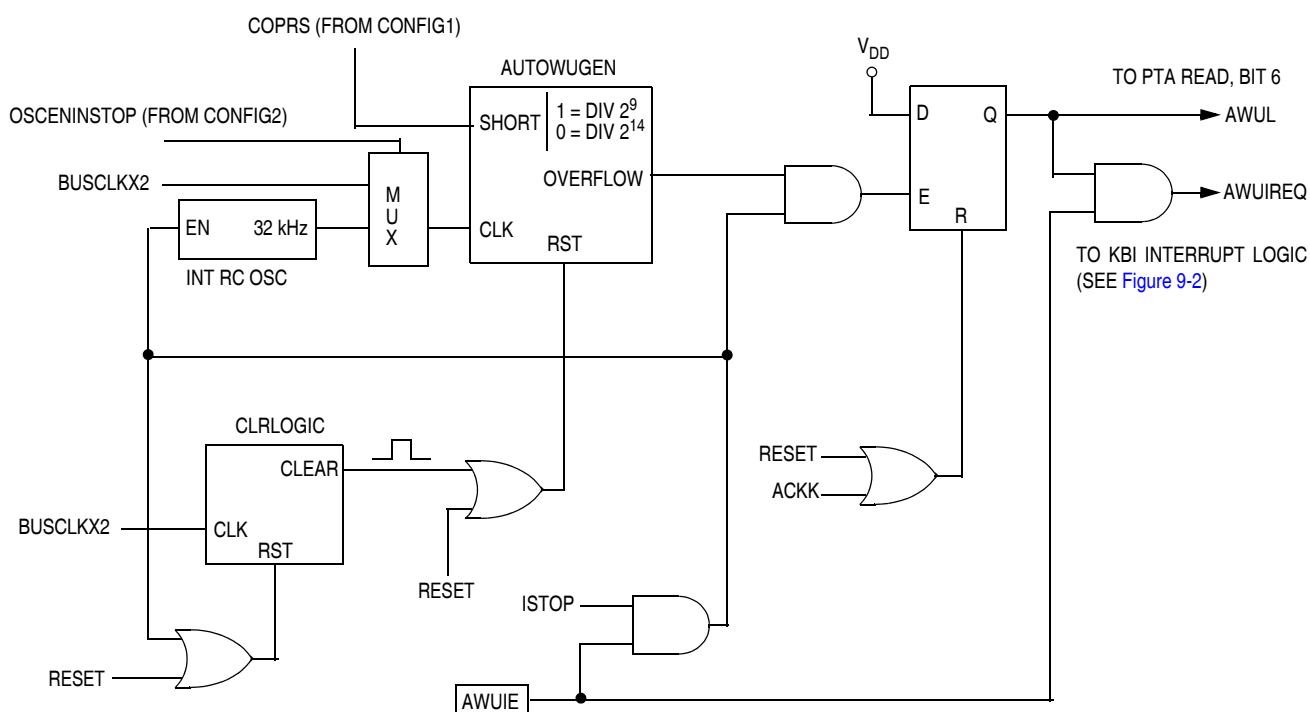 COPRS (FROM CONFIG1)
AUTOWUGEN
V_DD
TO PTA READ, BIT 6
OSCENINSTOP (FROM CONFIG2)
SHORT
1 = DIV 2^9
0 = DIV 2^14
D
Q
AWUL
BUSCLKX2
MUX
OVERFLOW
E
AWUIREQ
EN
32 kHz
CLK
RST
R
INT RC OSC
TO KBI INTERRUPT LOGIC
(SEE Figure 9-2)
CLRLOGIC
CLEAR
RESET
ACKK
BUSCLKX2
CLK
RST
RESET
ISTOP
RESET
AWUIE